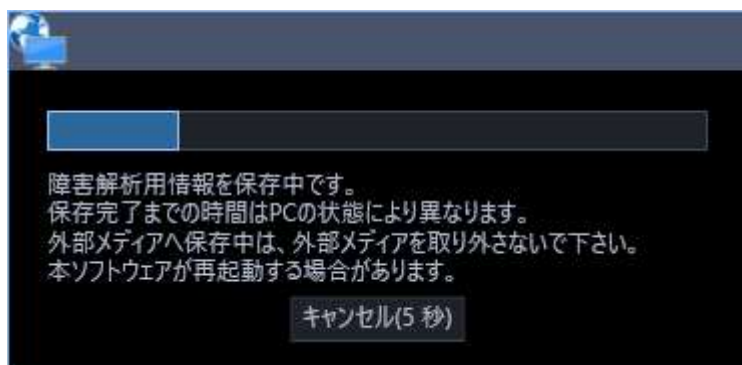 障害解析用情報を保存中です。
保存完了までの時間はPCの状態により異なります。
外部メディアへ保存中は、外部メディアを取り外さないで下さい。
本ソフトウェアが再起動する場合があります。
キャンセル(5 秒)